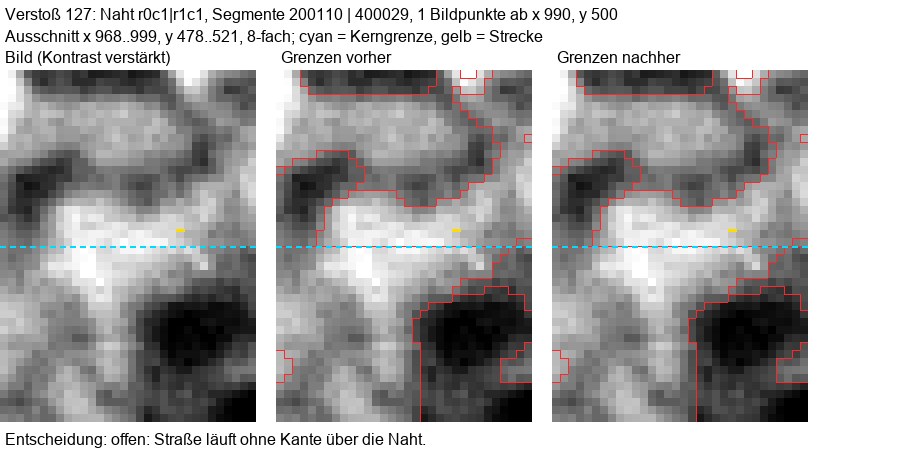 Verstoß 127: Naht r0c1|r1c1, Segmente 200110 | 400029, 1 Bildpunkte ab x 990, y 500
Ausschnitt x 968..999, y 478..521, 8-fach; cyan = Kerngrenze, gelb = Strecke
Bild (Kontrast verstärkt) Grenzen vorher Grenzen nachher
Entscheidung: offen: Straße läuft ohne Kante über die Naht.